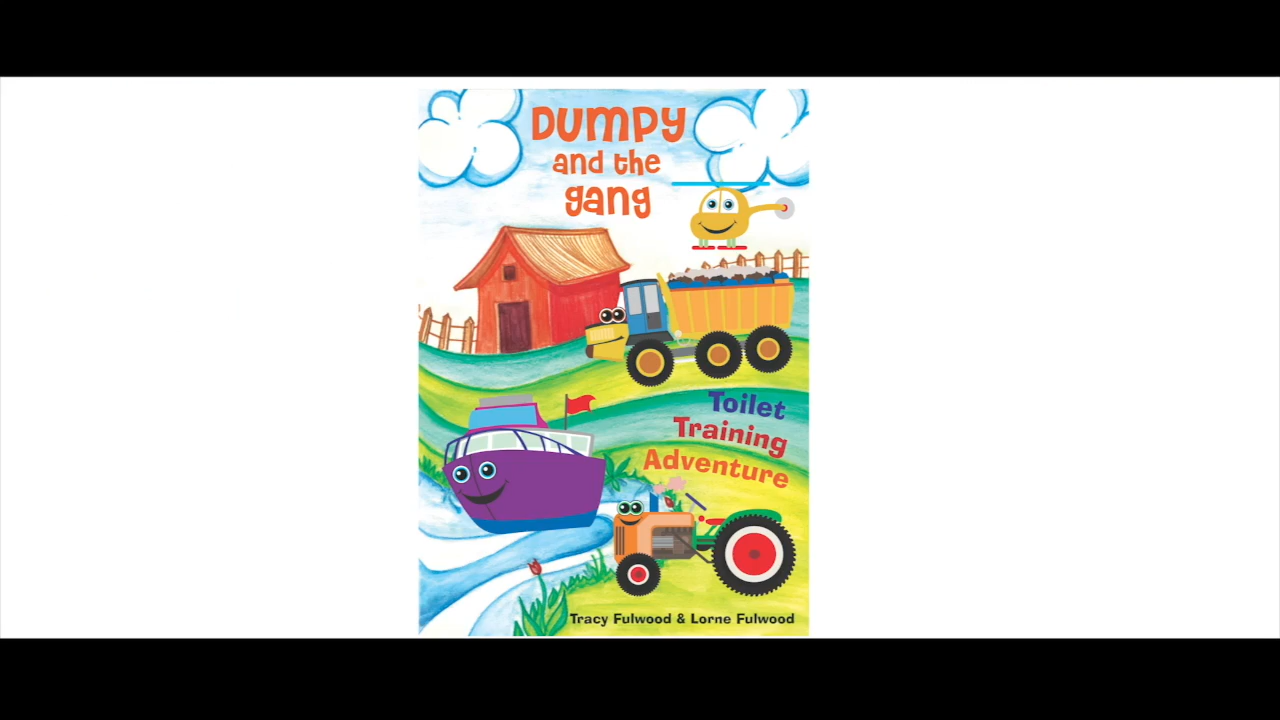 Dumpy
and the
gang
Toilet
Training
Adventure
Tracy Fulwood & Lorne Fulwood